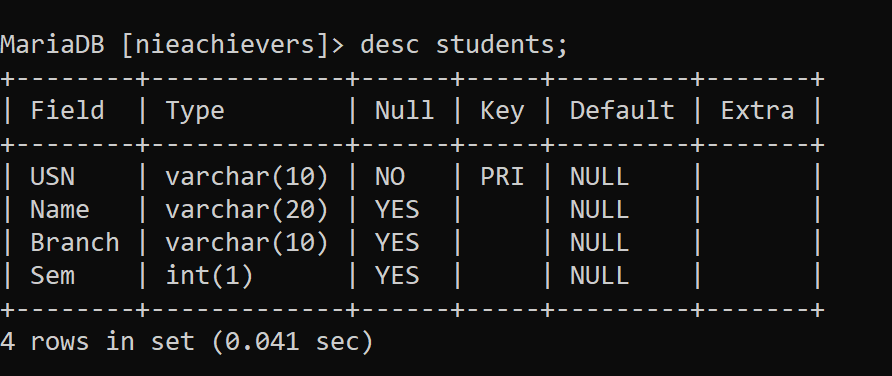 MariaDB [nieachievers]> desc students;
+--------+-------------+------+-----+---------+-------+
| Field  | Type        | Null | Key | Default | Extra |
+--------+-------------+------+-----+---------+-------+
| USN    | varchar(10) | NO   | PRI | NULL    |       |
| Name   | varchar(20) | YES  |     | NULL    |       |
| Branch | varchar(10) | YES  |     | NULL    |       |
| Sem    | int(1)      | YES  |     | NULL    |       |
+--------+-------------+------+-----+---------+-------+
4 rows in set (0.041 sec)